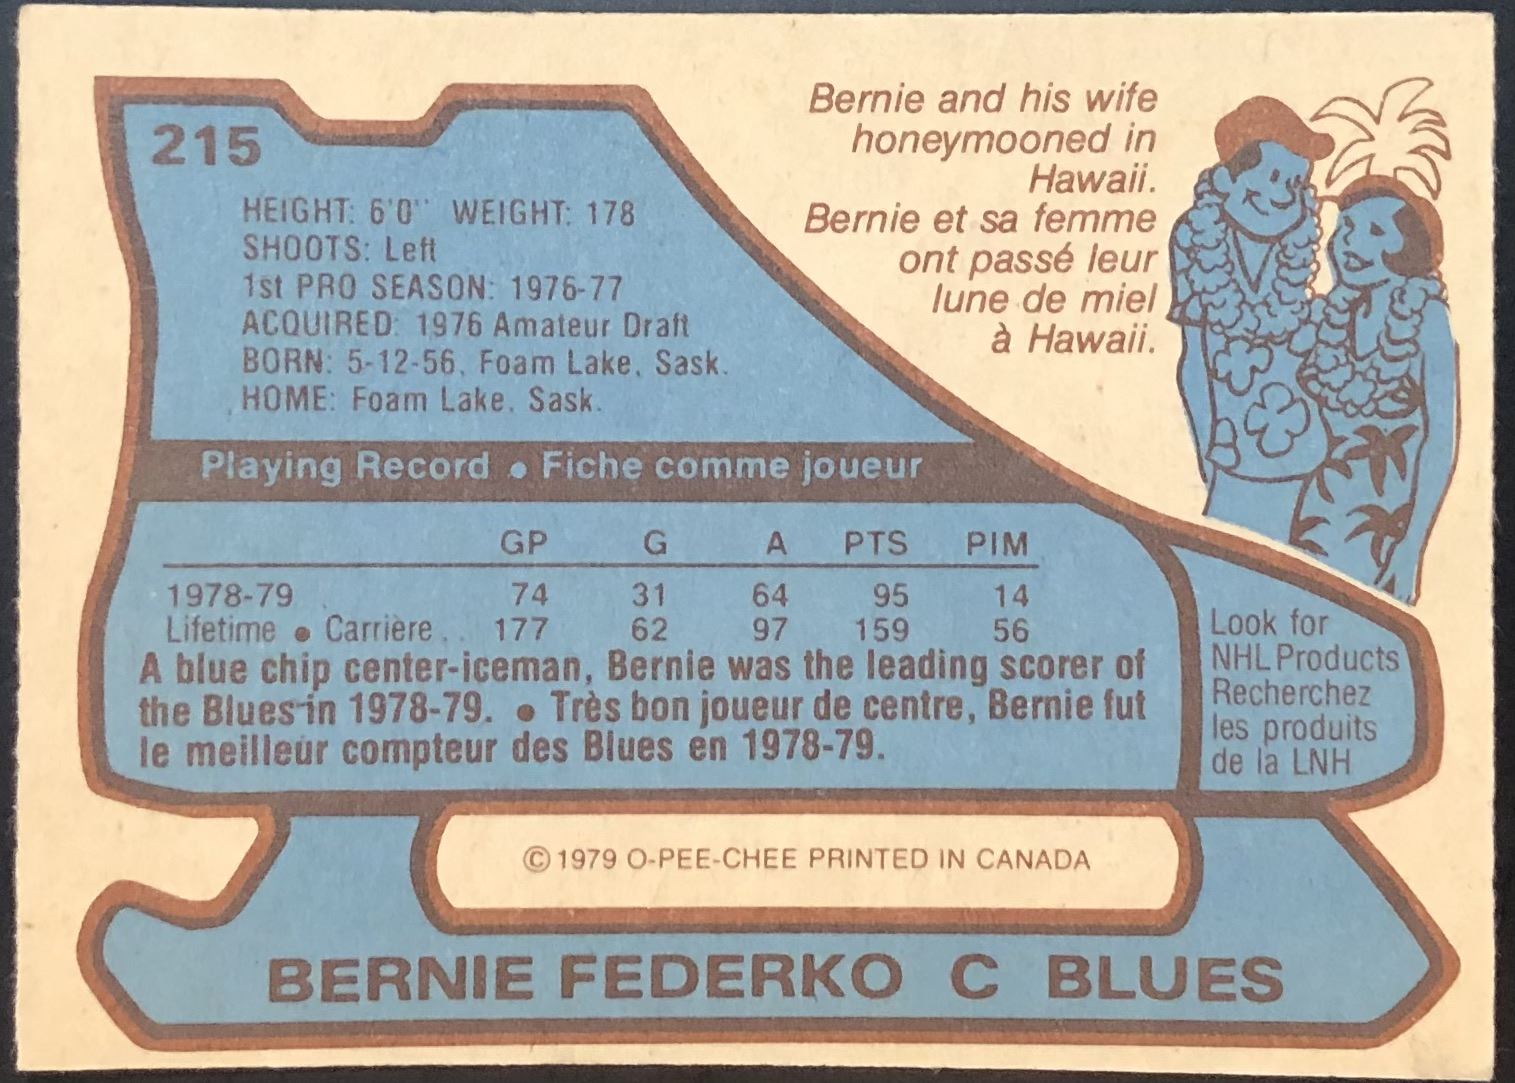 215
HEIGHT: 6'0" WEIGHT: 178
SHOOTS: Left
1st PRO SEASON: 1976-77
ACQUIRED: 1976 Amateur Draft
BORN: 5-12-56, Foam Lake, Sask.
HOME: Foam Lake, Sask.
Bernie and his wife
honeymooned in
Hawaii.
Bernie et sa femme
ont passé leur
lune de miel
à Hawaii.
Playing Record • Fiche comme joueur
GP G A PTS PIM
1978-79 74 31 64 95 14
Lifetime • Carrière .. 177 62 97 159 56
A blue chip center-iceman, Bernie was the leading scorer of
the Blues in 1978-79. • Très bon joueur de centre, Bernie fut
le meilleur compteur des Blues en 1978-79.
Look for
NHL Products
Recherchez
les produits
de la LNH
© 1979 O-PEE-CHEE PRINTED IN CANADA
BERNIE FEDERKO C BLUES